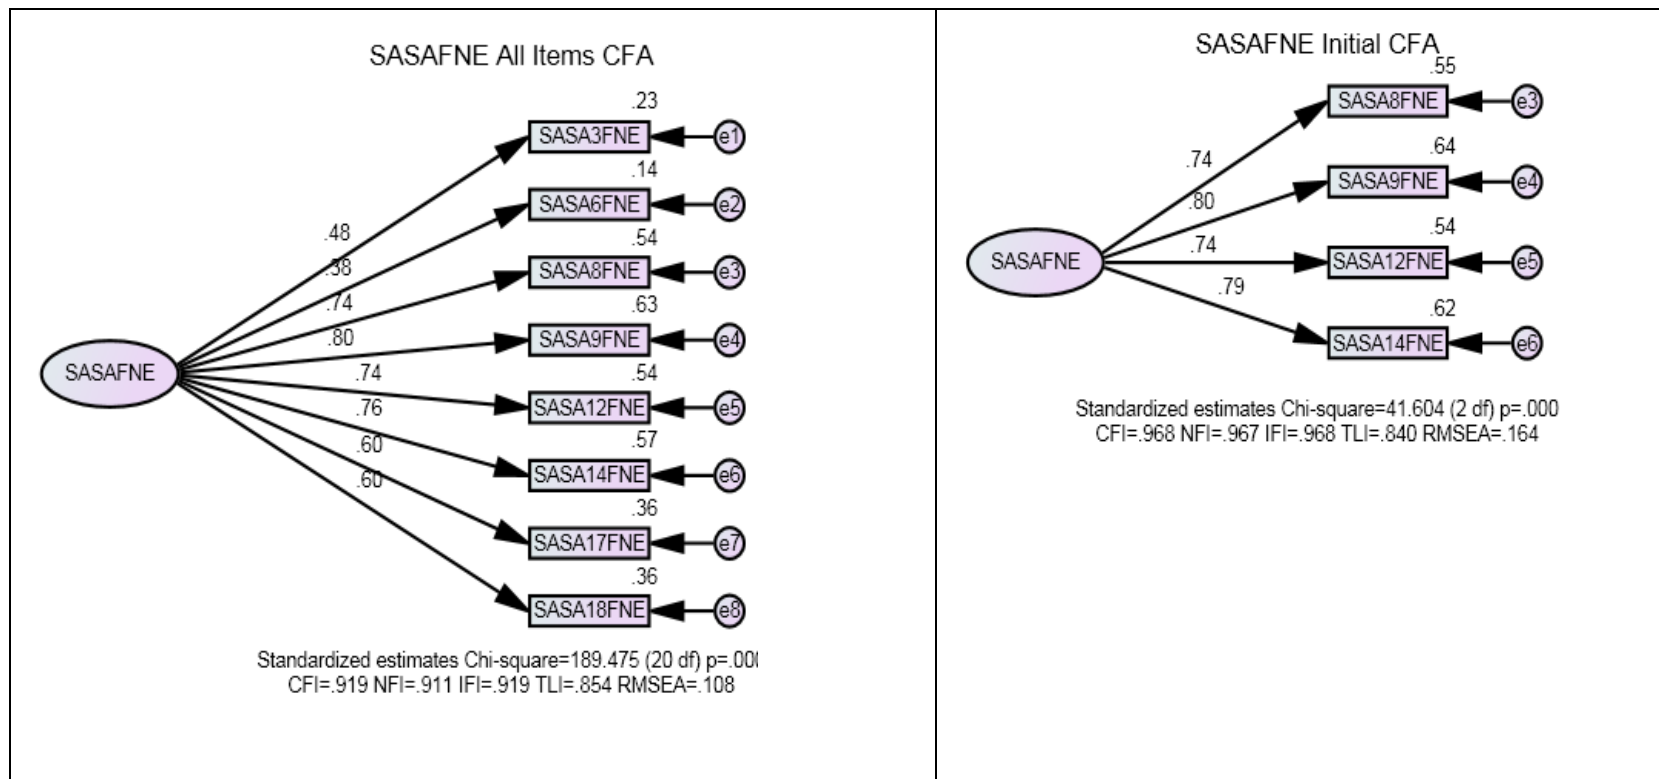 SASAFNE All Items CFA
.23
SASA3FNE
e1
.14
SASA6FNE
e2
.48
.54
.38
SASA8FNE
e3
.74
.63
.80
SASA9FNE
e4
SASAFNE
.74
.54
.76
SASA12FNE
e5
.57
.60
SASA14FNE
e6
.60
.36
SASA17FNE
e7
.36
SASA18FNE
e8
Standardized estimates Chi-square=189.475 (20 df) p=.00
CFI=.919 NFI=.911 IFI=.919 TLI=.854 RMSEA=.108
SASAFNE Initial CFA
.55
SASA8FNE
e3
.74
.64
SASA9FNE
e4
.80
.54
.74
SASAFNE
SASA12FNE
e5
.79
.62
SASA14FNE
e6
Standardized estimates Chi-square=41.604 (2 df) p=.000
CFI=.968 NFI=.967 IFI=.968 TLI=.840 RMSEA=.164